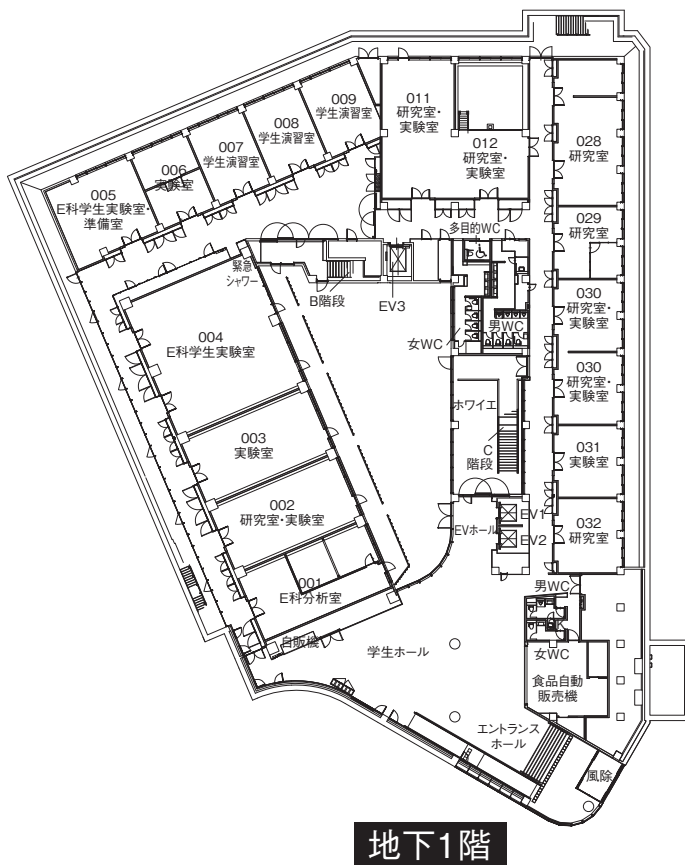 009
学生演習室
008
学生演習室
007
学生演習室
006
実験室
005
E科学生実験室・
準備室
011
研究室・
実験室
012
研究室・
実験室
028
研究室
029
研究室
030
研究室・
実験室
030
研究室・
実験室
031
実験室
032
研究室
多目的WC
緊急
シャワー
B階段
EV3
女WC
男WC
004
E科学生実験室
ホワイエ
C
階段
003
実験室
002
研究室・実験室
001
E科分析室
EVホール
EV1
EV2
自販機
学生ホール
男WC
女WC
食品自動
販売機
エントランス
ホール
風除
地下1階